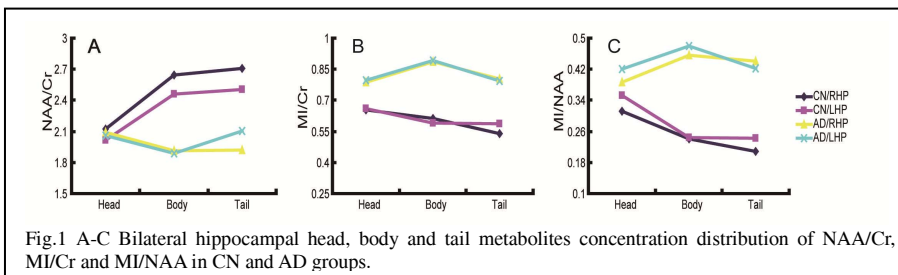 A
NAA/Cr
3
2.7
2.4
2.1
1.8
1.5
Head Body Tail
B
MI/Cr
1
0.85
0.7
0.55
0.4
0.25
Head Body Tail
C
MI/NAA
0.5
0.42
0.34
0.26
0.18
0.1
Head Body Tail
CN/RHP
CN/LHP
AD/RHP
AD/LHP
Fig.1 A-C Bilateral hippocampal head, body and tail metabolites concentration distribution of NAA/Cr,
MI/Cr and MI/NAA in CN and AD groups.